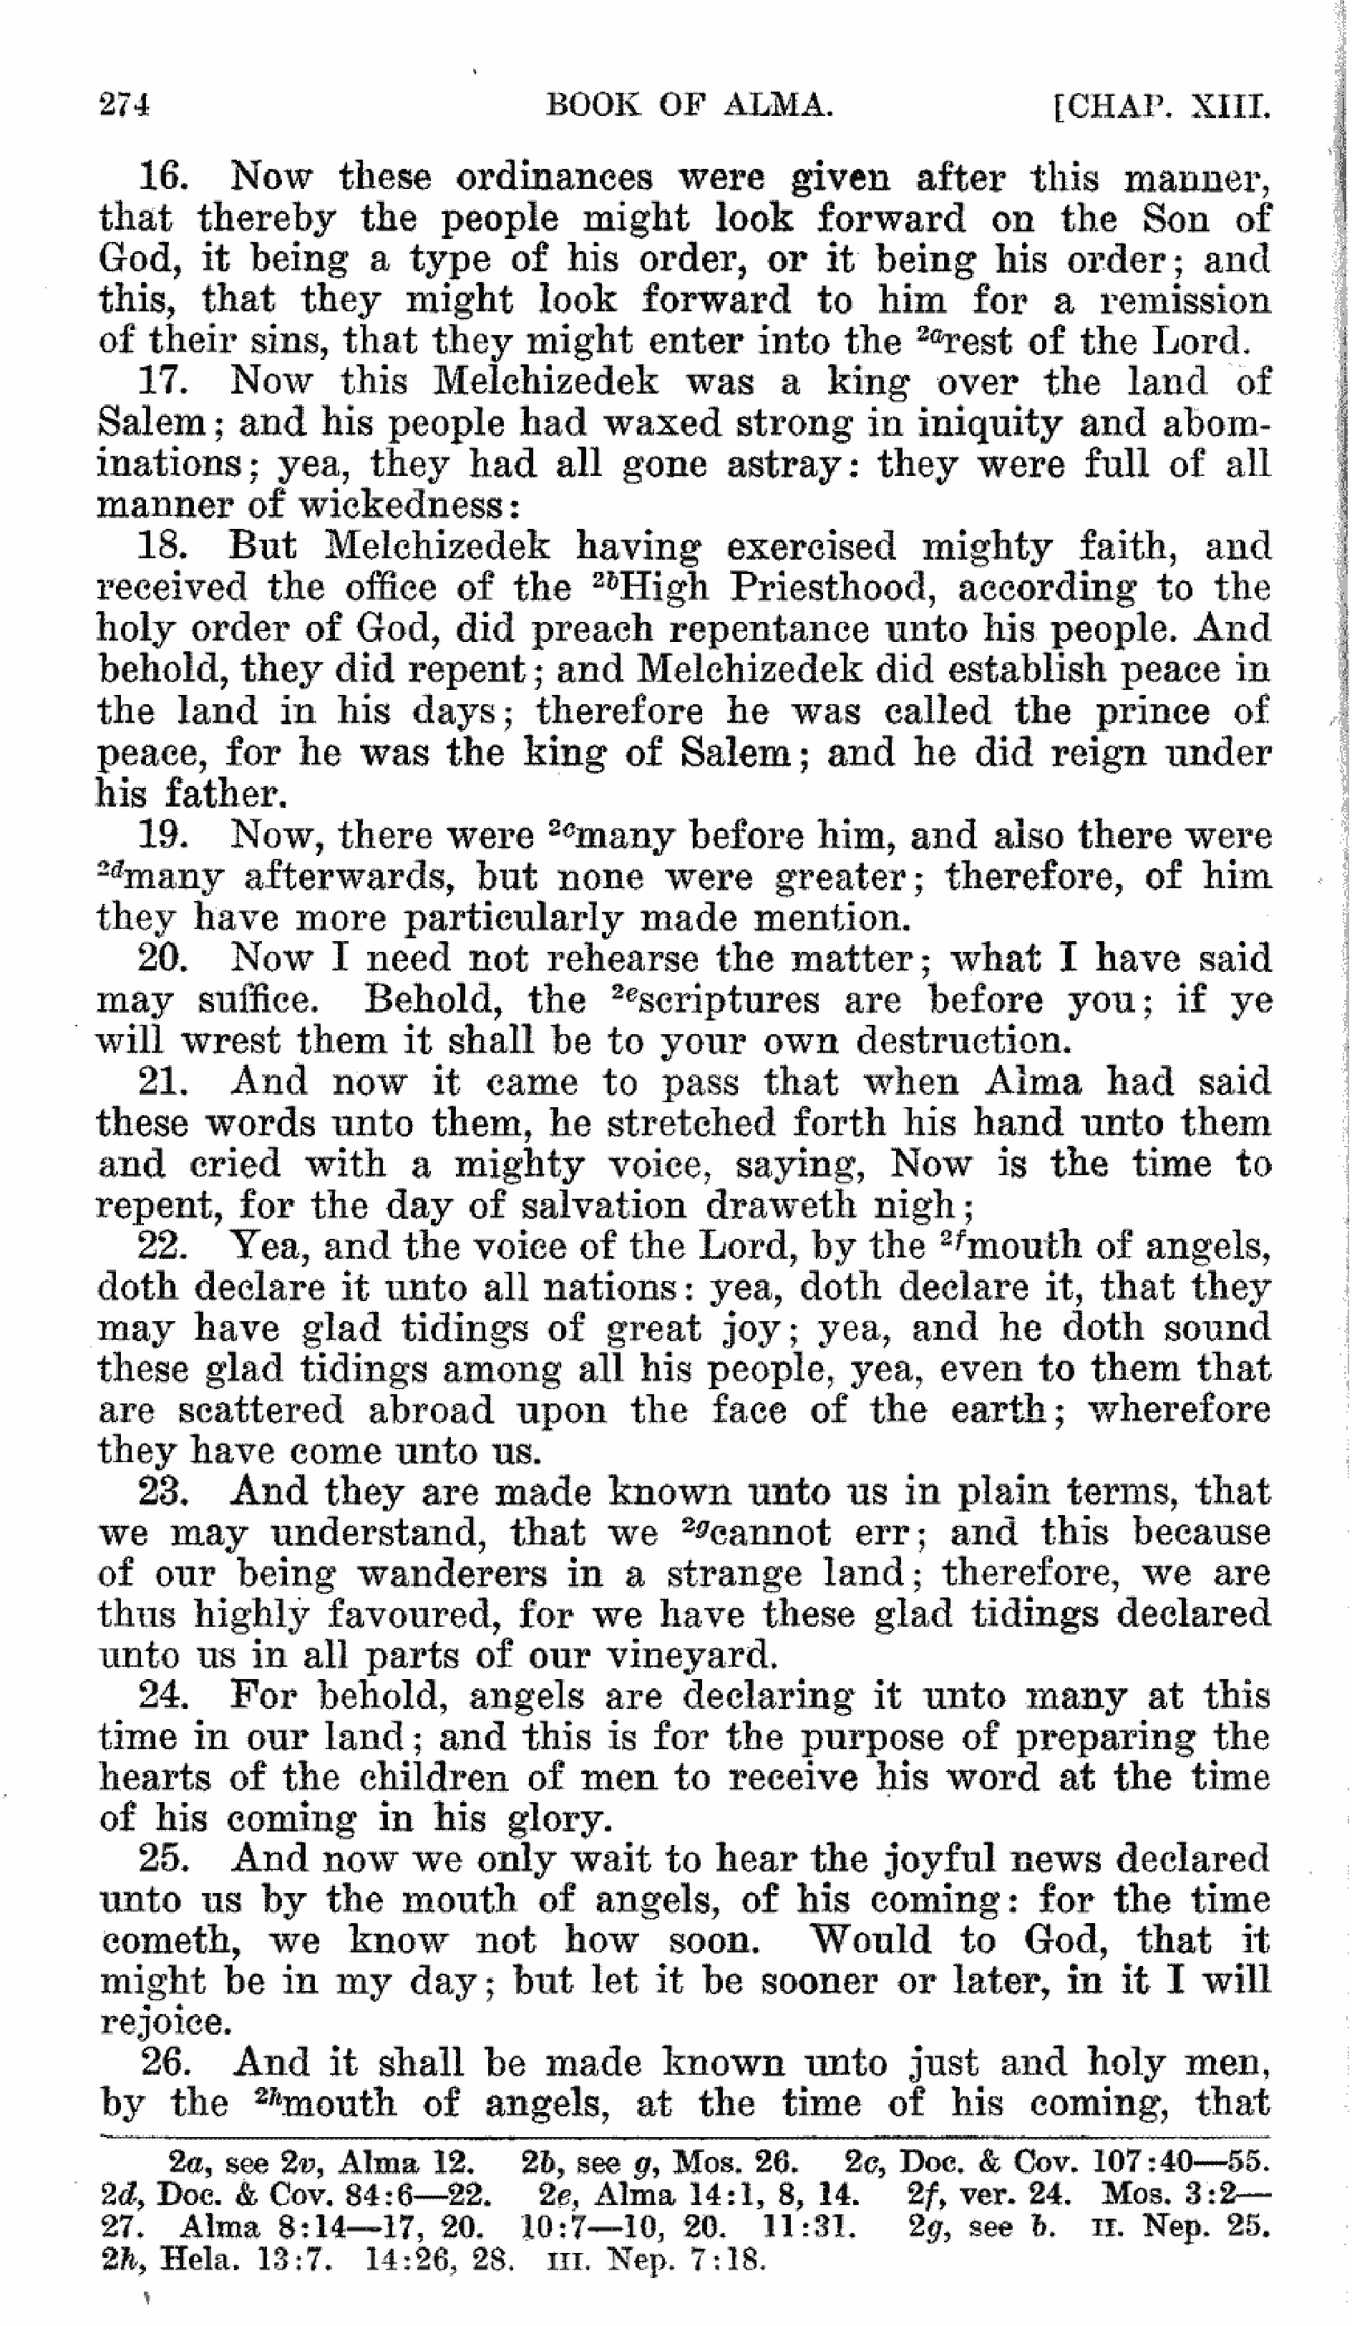 274 BOOK OF ALMA. [CHAP. XIII.
16. Now these ordinances were given after this manner,
that thereby the people might look forward on the Son of
God, it being a type of his order, or it being his order; and
this, that they might look forward to him for a remission
of their sins, that they might enter into the 2arest of the Lord.
17. Now this Melchizedek was a king over the land of
Salem; and his people had waxed strong in iniquity and abom-
inations; yea, they had all gone astray: they were full of all
manner of wickedness:
18. But Melchizedek having exercised mighty faith, and
received the office of the 2bHigh Priesthood, according to the
holy order of God, did preach repentance unto his people. And
behold, they did repent; and Melchizedek did establish peace in
the land in his days; therefore he was called the prince of
peace, for he was the king of Salem; and he did reign under
his father.
19. Now, there were 2cmany before him, and also there were
2dmany afterwards, but none were greater; therefore, of him
they have more particularly made mention.
20. Now I need not rehearse the matter; what I have said
may suffice. Behold, the 2escriptures are before you; if ye
will wrest them it shall be to your own destruction.
21. And now it came to pass that when Alma had said
these words unto them, he stretched forth his hand unto them
and cried with a mighty voice, saying, Now is the time to
repent, for the day of salvation draweth nigh;
22. Yea, and the voice of the Lord, by the 2fmouth of angels,
doth declare it unto all nations: yea, doth declare it, that they
may have glad tidings of great joy; yea, and he doth sound
these glad tidings among all his people, yea, even to them that
are scattered abroad upon the face of the earth; wherefore
they have come unto us.
23. And they are made known unto us in plain terms, that
we may understand, that we 2gcannot err; and this because
of our being wanderers in a strange land; therefore, we are
thus highly favoured, for we have these glad tidings declared
unto us in all parts of our vineyard.
24. For behold, angels are declaring it unto many at this
time in our land; and this is for the purpose of preparing the
hearts of the children of men to receive his word at the time
of his coming in his glory.
25. And now we only wait to hear the joyful news declared
unto us by the mouth of angels, of his coming: for the time
cometh, we know not how soon. Would to God, that it
might be in my day; but let it be sooner or later, in it I will
rejoice.
26. And it shall be made known unto just and holy men,
by the 2hmouth of angels, at the time of his coming, that
2a, see 2v, Alma 12. 2b, see g, Mos. 26. 2c, Doc. & Cov. 107:40—55.
2d, Doc. & Cov. 84:6—22. 2e, Alma 14:1, 8, 14. 2f, ver. 24. Mos. 3:2—
27. Alma 8:14—17, 20. 10:7—10, 20. 11:31. 2g, see b. II. Nep. 25.
2h, Hela. 13:7. 14:26, 28. III. Nep. 7:18.